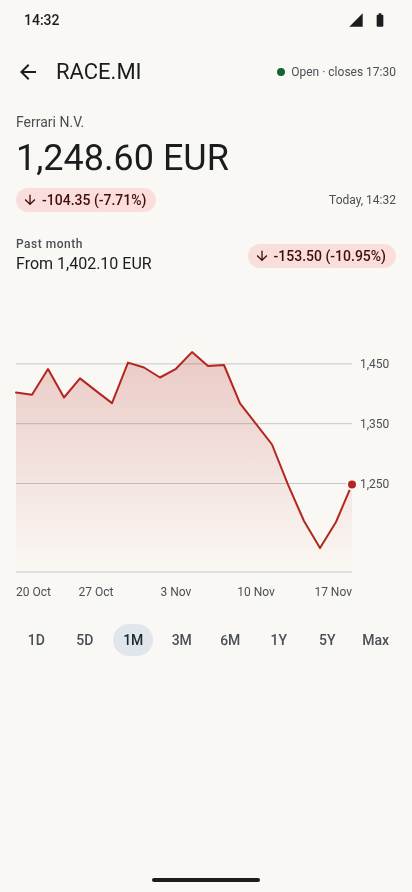 14:32
RACE.MI
Open · closes 17:30
Ferrari N.V.
1,248.60 EUR
-104.35 (-7.71%)
Today, 14:32
Past month
From 1,402.10 EUR
-153.50 (-10.95%)
1,450
1,350
1,250
20 Oct 27 Oct 3 Nov 10 Nov 17 Nov
1D 5D 1M 3M 6M 1Y 5Y Max